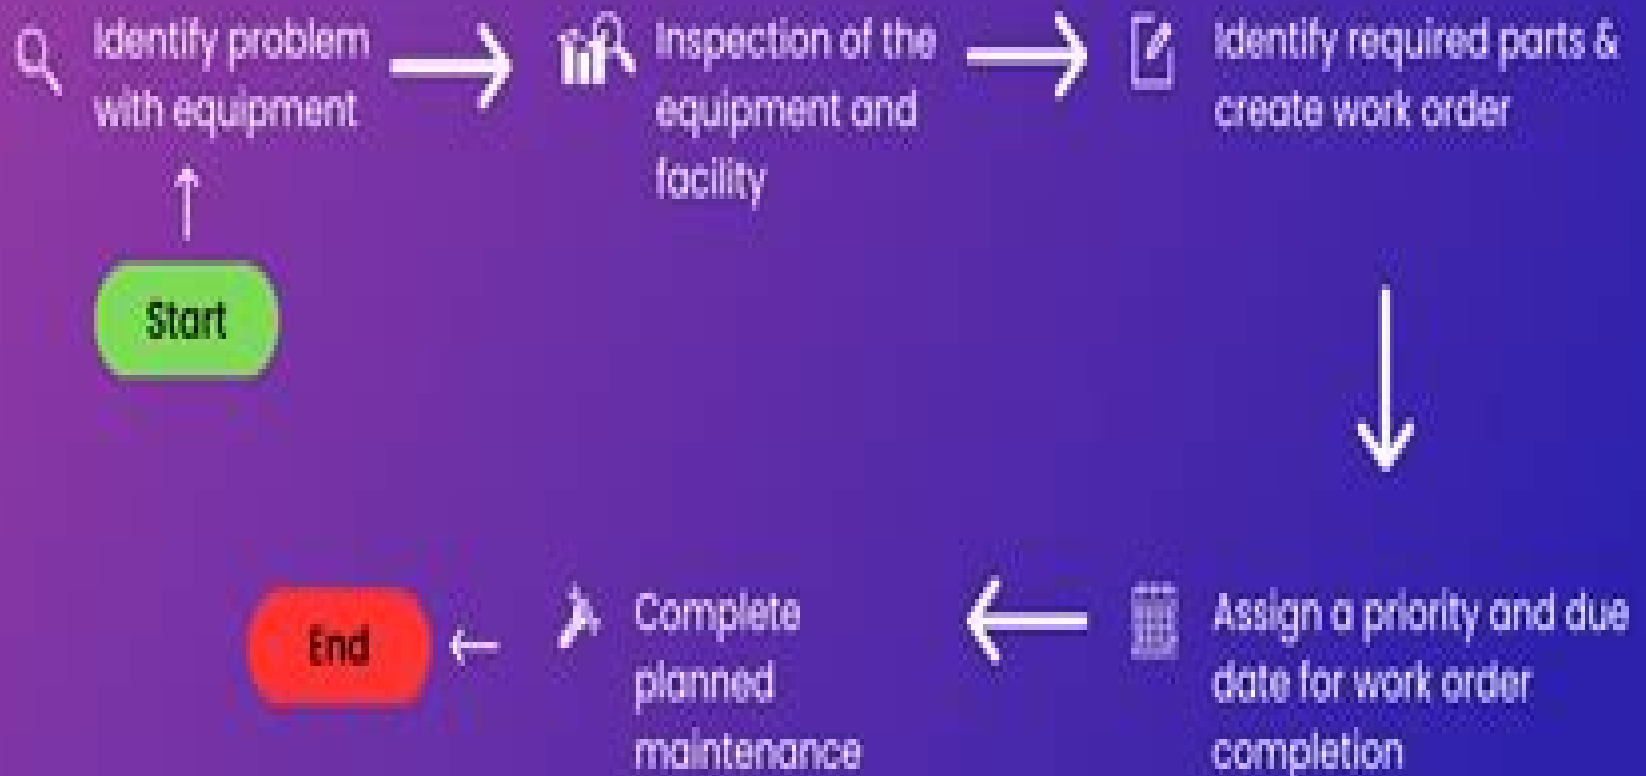 Identify problem
with equipment
Inspection of the
equipment and
facility
Identify required parts &
create work order
Start
Assign a priority and due
date for work order
completion
Complete
planned
maintenance
End